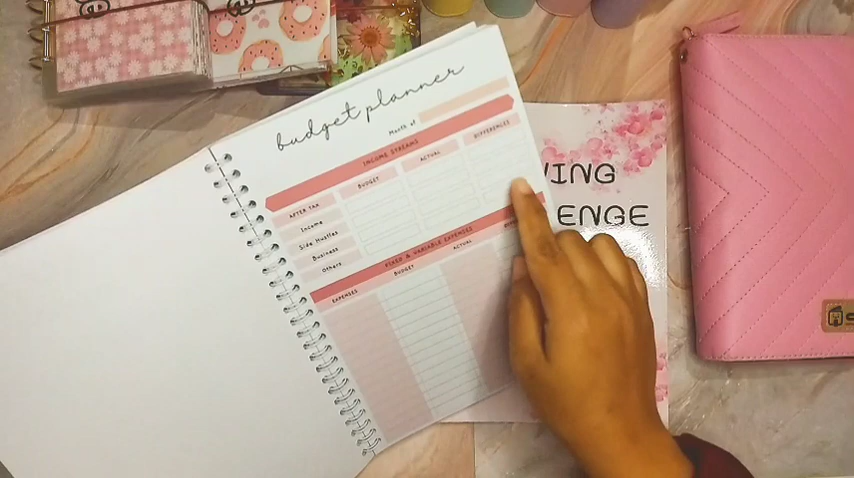 budget planner
Month of
INCOME STREAMS
BUDGET ACTUAL DIFFERENCES
AFTER TAX
Income
Side Hustles
Business
Others
FIXED & VARIABLE EXPENSES
EXPENSES BUDGET ACTUAL
ING
ENGE